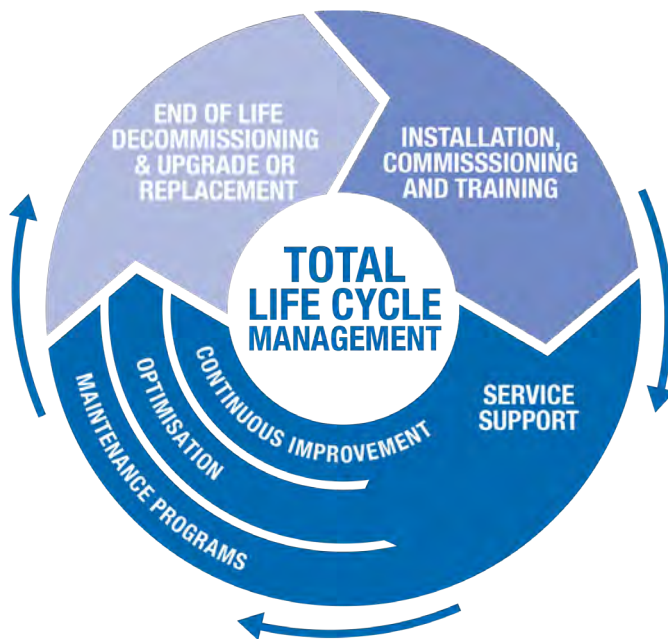 END OF LIFE
DECOMMISSIONING
& UPGRADE OR
REPLACEMENT
INSTALLATION,
COMMISSSIONING
AND TRAINING
TOTAL
LIFE CYCLE
MANAGEMENT
SERVICE
SUPPORT
CONTINUOUS IMPROVEMENT
OPTIMISATION
MAINTENANCE PROGRAMS